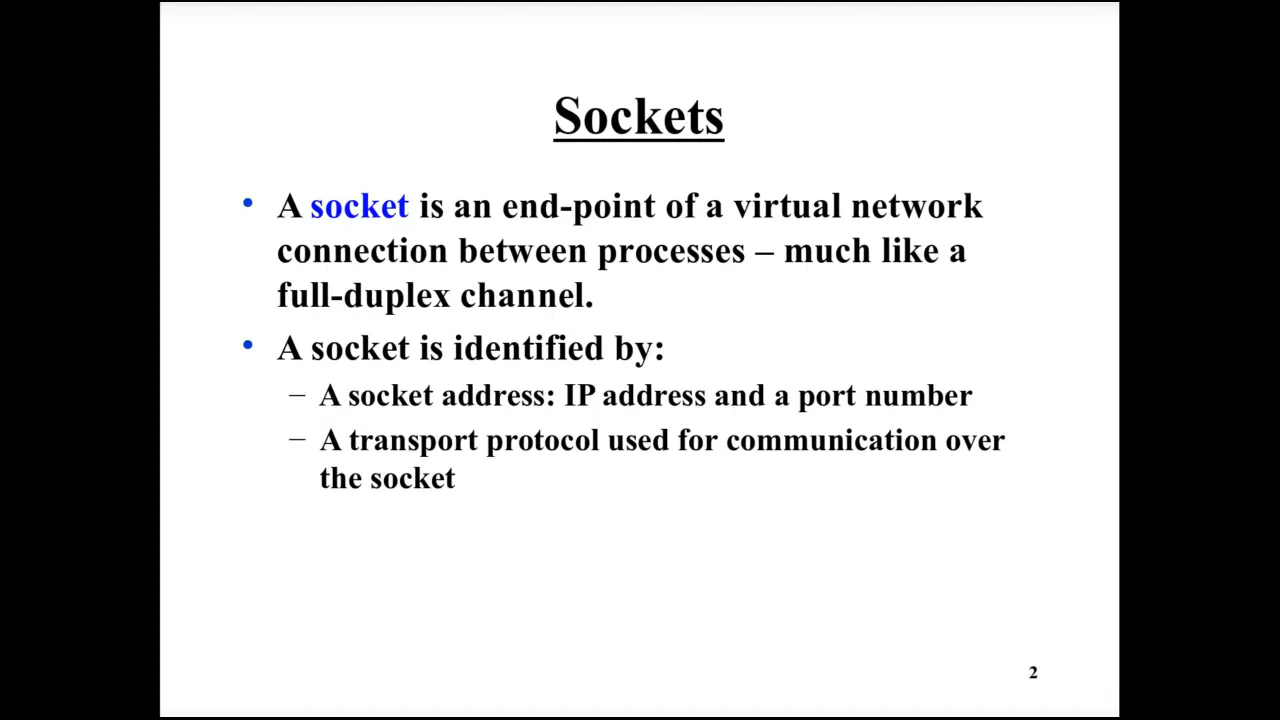 Sockets
• A socket is an end-point of a virtual network
connection between processes – much like a
full-duplex channel.
• A socket is identified by:
– A socket address: IP address and a port number
– A transport protocol used for communication over
the socket
2